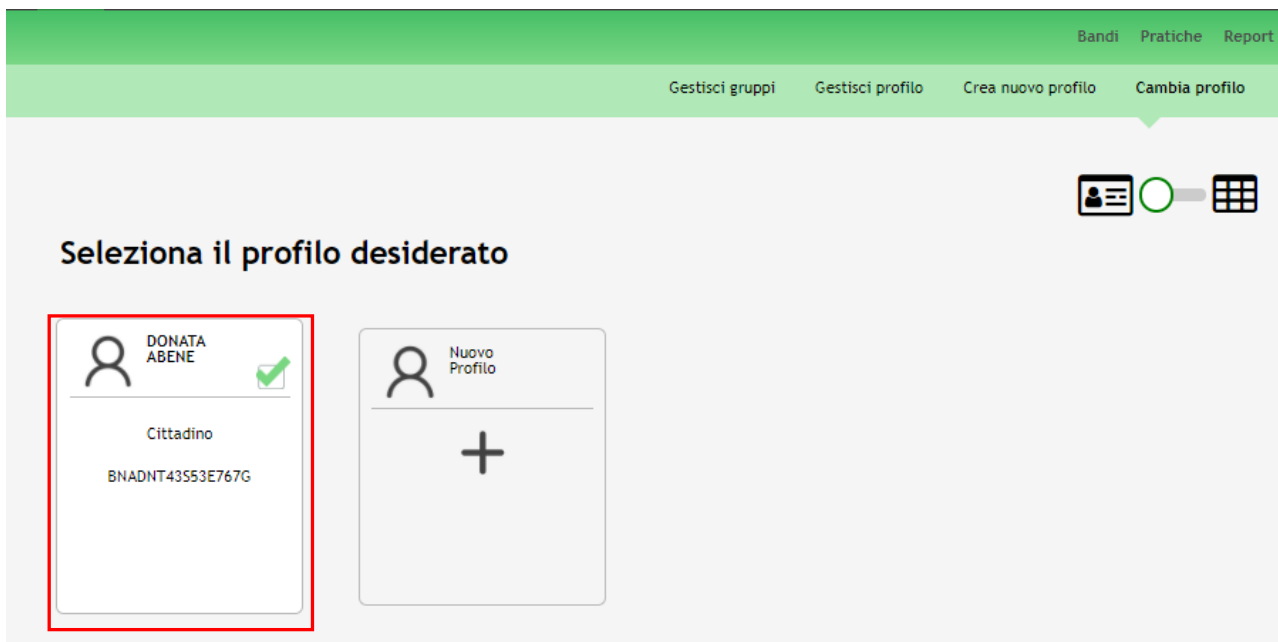 Bandi Pratiche Report
Gestisci gruppi Gestisci profilo Crea nuovo profilo Cambia profilo
Seleziona il profilo desiderato
DONATA
ABENE
Cittadino
BNADNT43S53E767G
Nuovo
Profilo